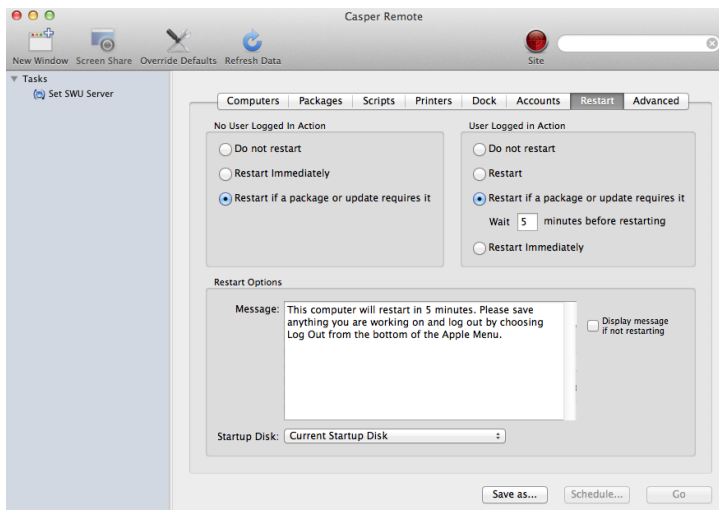 Casper Remote
New Window Screen Share Override Defaults Refresh Data Site
Tasks
Set SWU Server
Computers Packages Scripts Printers Dock Accounts Restart Advanced
No User Logged In Action
Do not restart
Restart Immediately
Restart if a package or update requires it
User Logged in Action
Do not restart
Restart
Restart if a package or update requires it
Wait 5 minutes before restarting
Restart Immediately
Restart Options
Message:
This computer will restart in 5 minutes. Please save
anything you are working on and log out by choosing
Log Out from the bottom of the Apple Menu.
Display message
if not restarting
Startup Disk: Current Startup Disk
Save as... Schedule... Go